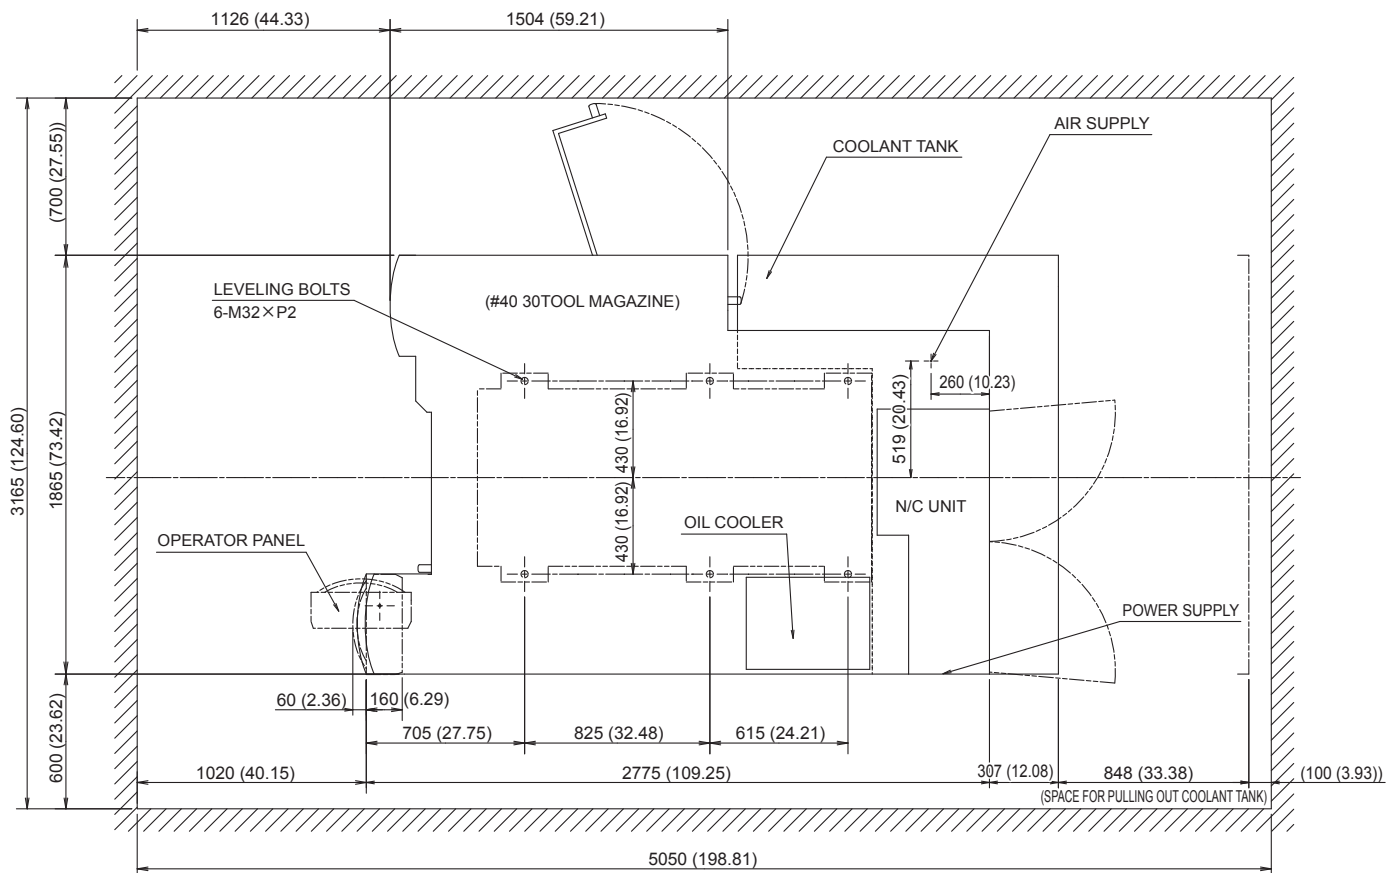 1126 (44.33)
1504 (59.21)
(700 (27.55))
AIR SUPPLY
COOLANT TANK
LEVELING BOLTS
6-M32×P2
(#40 30TOOL MAGAZINE)
260 (10.23)
519 (20.43)
430 (16.92)
3165 (124.60)
1865 (73.42)
N/C UNIT
430 (16.92)
OIL COOLER
OPERATOR PANEL
POWER SUPPLY
60 (2.36)
160 (6.29)
600 (23.62)
705 (27.75)
825 (32.48)
615 (24.21)
1020 (40.15)
2775 (109.25)
307 (12.08)
848 (33.38)
(100 (3.93))
(SPACE FOR PULLING OUT COOLANT TANK)
5050 (198.81)